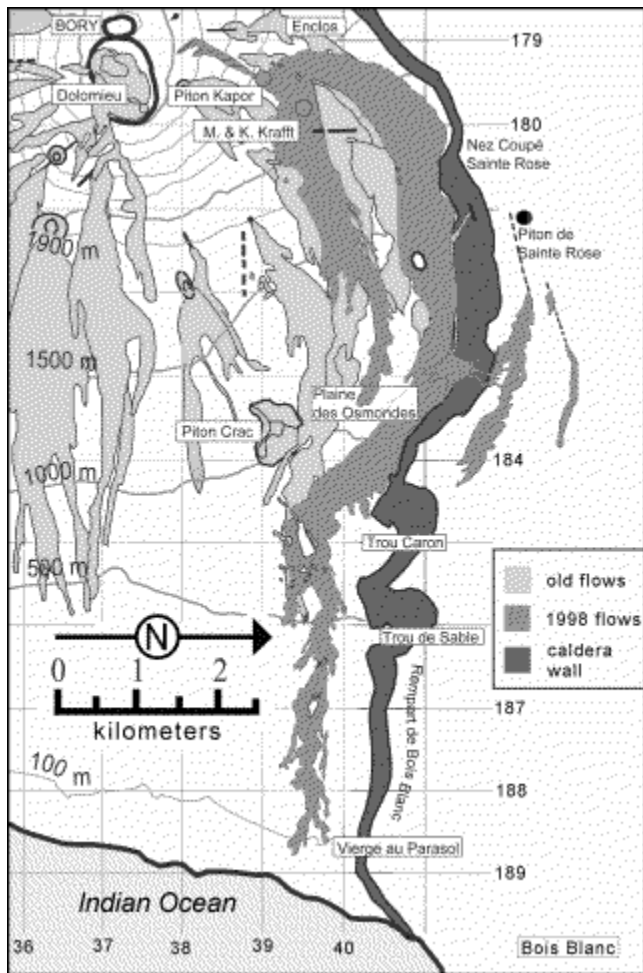 BORY
Enclos
179
Dolomieu
Piton Kapor
M. & K. Krafft
180
Nez Coupé
Sainte Rose
C
1900 m
Piton de
Sainte Rose
1500 m
Plaine
des Osmondes
Piton Crac
1000 m
184
Trou Caron
500 m
old flows
1998 flows
caldera
wall
N
Trou de Sable
0 1 2
kilometers
Rempart de Bois Blanc
187
100 m
188
Vierge au Parasol
189
Indian Ocean
36 37 38 39 40
Bois Blanc